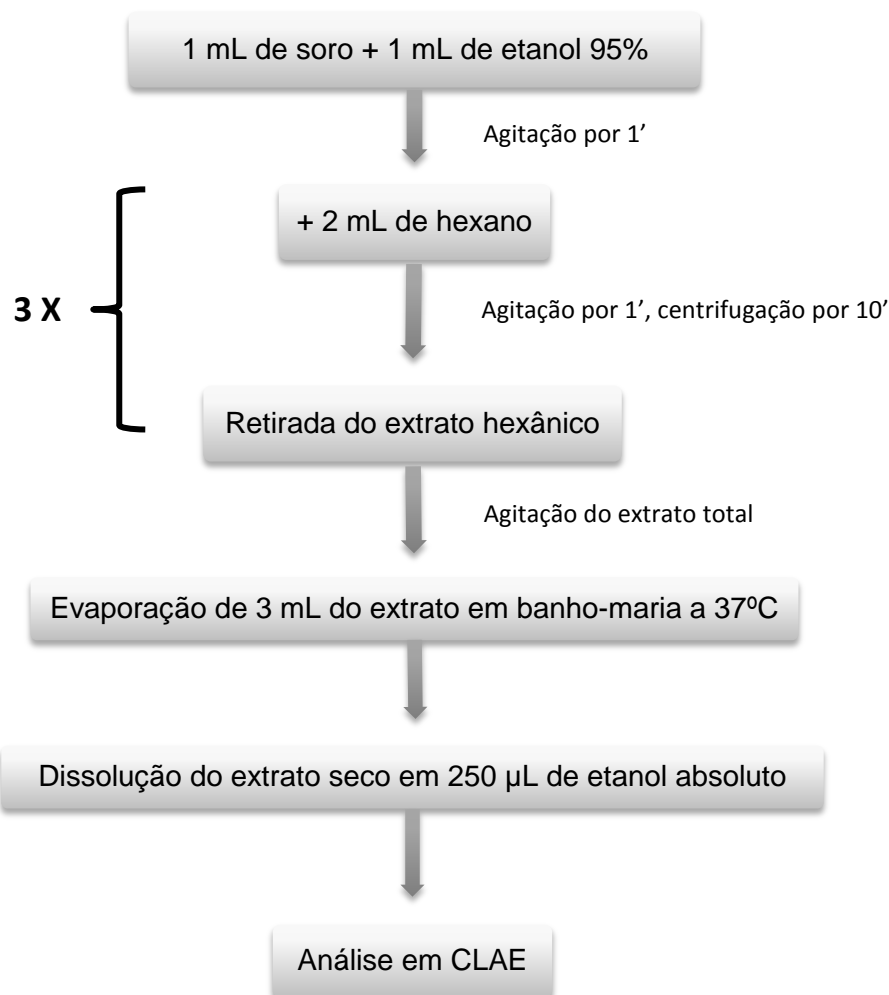 1 mL de soro + 1 mL de etanol 95%
Agitação por 1’
+ 2 mL de hexano
3 X
Agitação por 1’, centrifugação por 10’
Retirada do extrato hexânico
Agitação do extrato total
Evaporação de 3 mL do extrato em banho-maria a 37ºC
Dissolução do extrato seco em 250 µL de etanol absoluto
Análise em CLAE